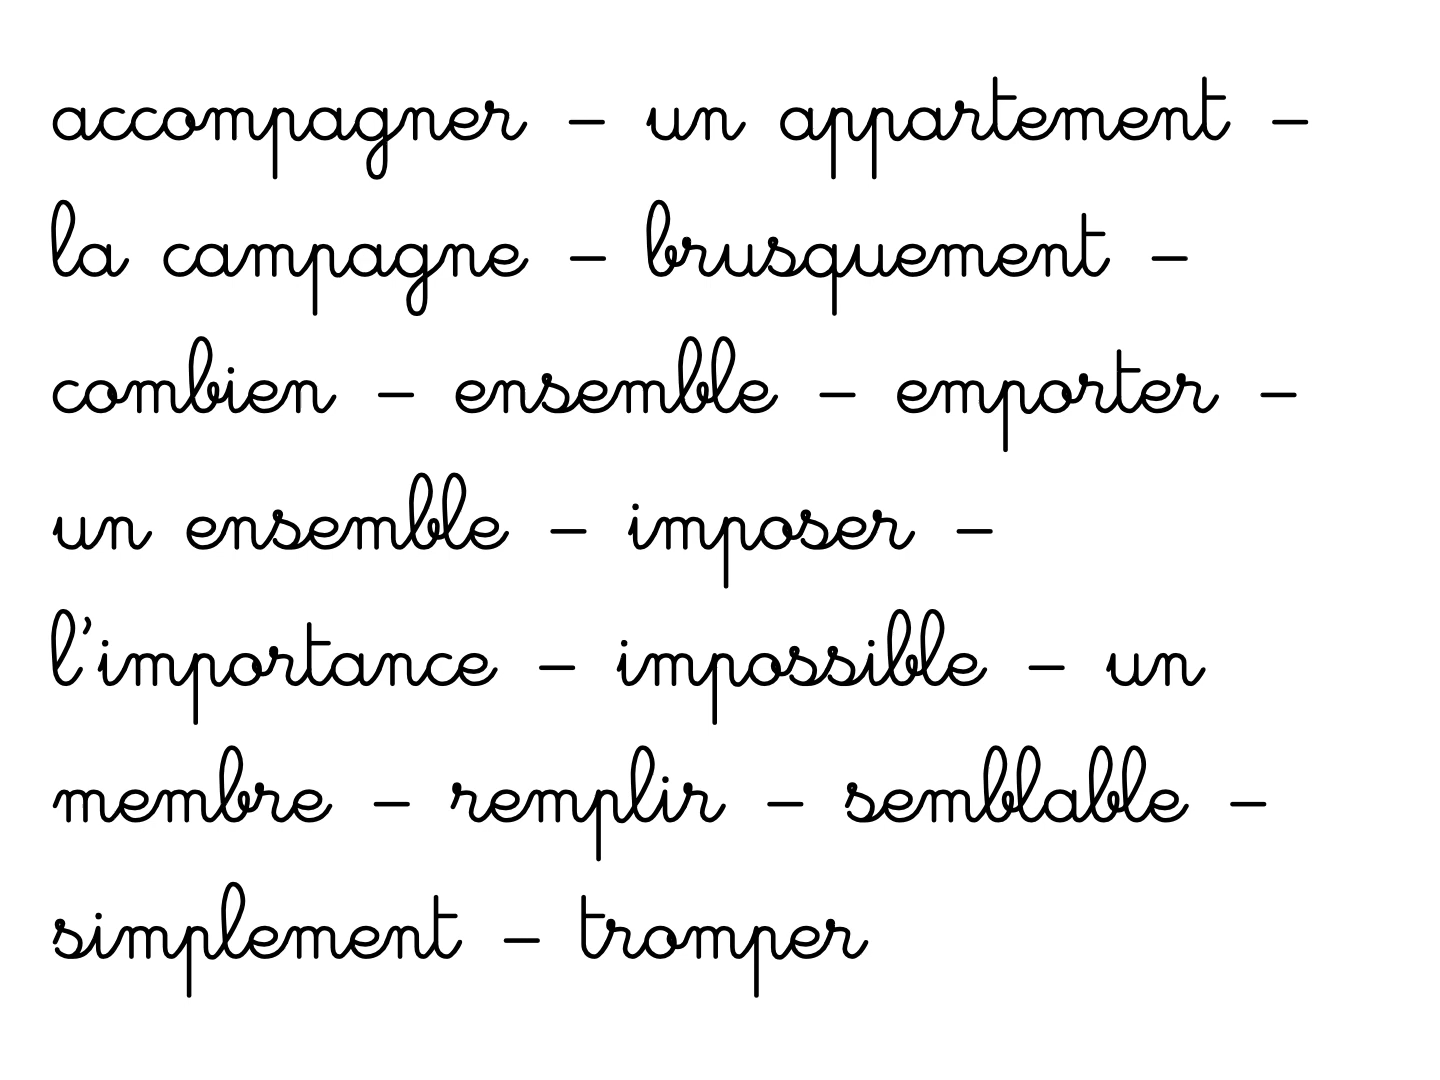 accompagner – un appartement –
la campagne – brusquement –
combien – ensemble – emporter –
un ensemble – imposer –
l'importance – impossible – un
membre – remplir – semblable –
simplement – tromper